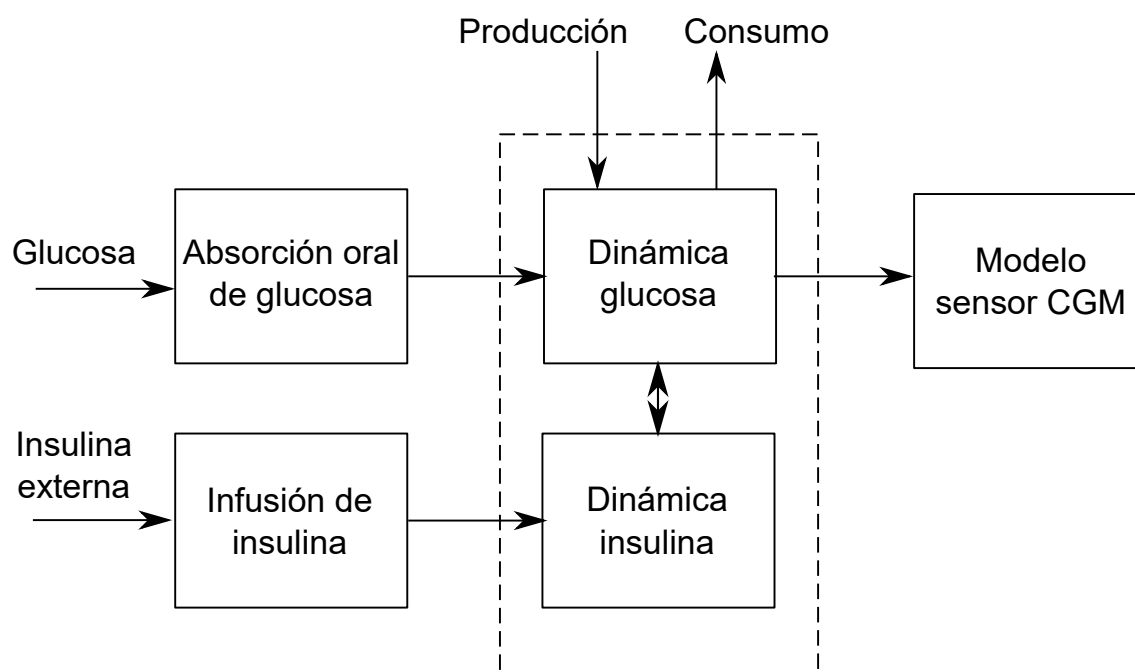 Producción
Consumo
Glucosa
Absorción oral
de glucosa
Dinámica
glucosa
Modelo
sensor CGM
Insulina
externa
Infusión de
insulina
Dinámica
insulina